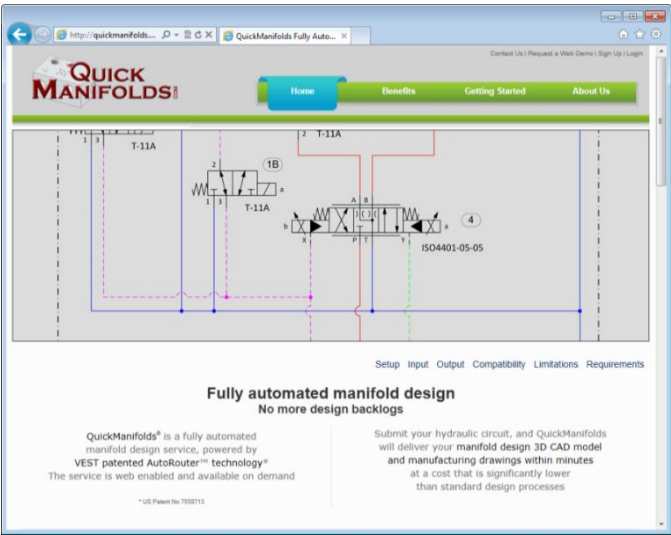 http://quickmanifolds...
QuickManifolds Fully Auto...
Contact Us | Request a Web Demo | Sign Up | Login
QUICK
MANIFOLDS.COM
Home Benefits Getting Started About Us
1 3 T-11A
2 T-11A
2 1B
a
1 3 T-11A
A B
b a 4
X P T Y
ISO4401-05-05
Setup Input Output Compatibility Limitations Requirements
Fully automated manifold design
No more design backlogs
QuickManifolds® is a fully automated
manifold design service, powered by
VEST patented AutoRouter™ technology*
The service is web enabled and available on demand
* US Patent No 7558713
Submit your hydraulic circuit, and QuickManifolds
will deliver your manifold design 3D CAD model
and manufacturing drawings within minutes
at a cost that is significantly lower
than standard design processes